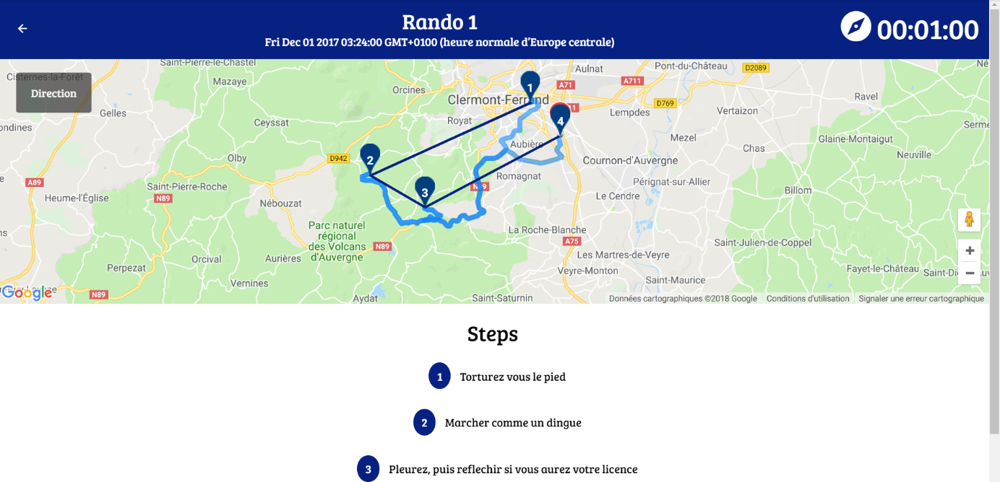 Rando 1
Fri Dec 01 2017 03:24:00 GMT+0100 (heure normale d’Europe centrale)
00:01:00
Saint-Pierre-le-Chastel
Aulnat
Pont-du-Château
D2089
Cisternes-la-Forêt
Mazaye
A71
A711
Direction
Orcines
1
Clermont-Ferrand
Ravel
D769
Gelles
Lempdes
Vertaizon
Royat
4
Ceyssat
Mezel
Glaine-Montaigut
Aubière
Chas
Neuville
Olby
D942
2
Cournon-d'Auvergne
Romagnat
A89
Saint-Pierre-Roche
N89
Pérignat-sur-Allier
Billom
3
Heume-l'Église
N89
Le Cendre
Nébouzat
Parc naturel
régional
des Volcans
d'Auvergne
La Roche-Blanche
N89
A75
Saint-Julien-de-Coppel
Les Martres-de-Veyre
Orcival
Aurières
Perpezat
Veyre-Monton
Fayet-le-Château
Saint-Maurice
Vernines
Google
N89
Aydat
Saint-Saturnin
Données cartographiques ©2018 Google
Conditions d'utilisation
Signaler une erreur cartographique
Steps
1 Torturez vous le pied
2 Marcher comme un dingue
3 Pleurez, puis reflechir si vous aurez votre licence